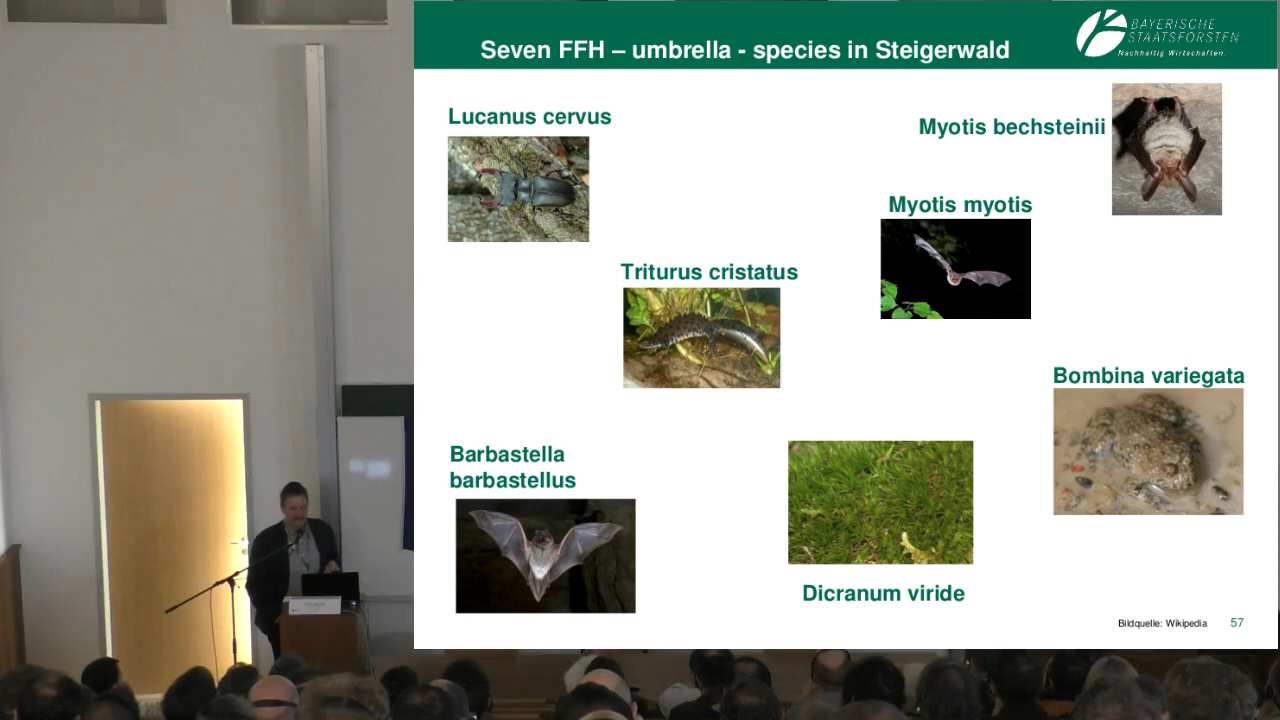 Seven FFH – umbrella - species in Steigerwald
BAYERISCHE
STAATSFORSTEN
Nachhaltig Wirtschaften.
Lucanus cervus
Myotis bechsteinii
Myotis myotis
Triturus cristatus
Bombina variegata
Barbastella
barbastellus
Dicranum viride
Bildquelle: Wikipedia 57